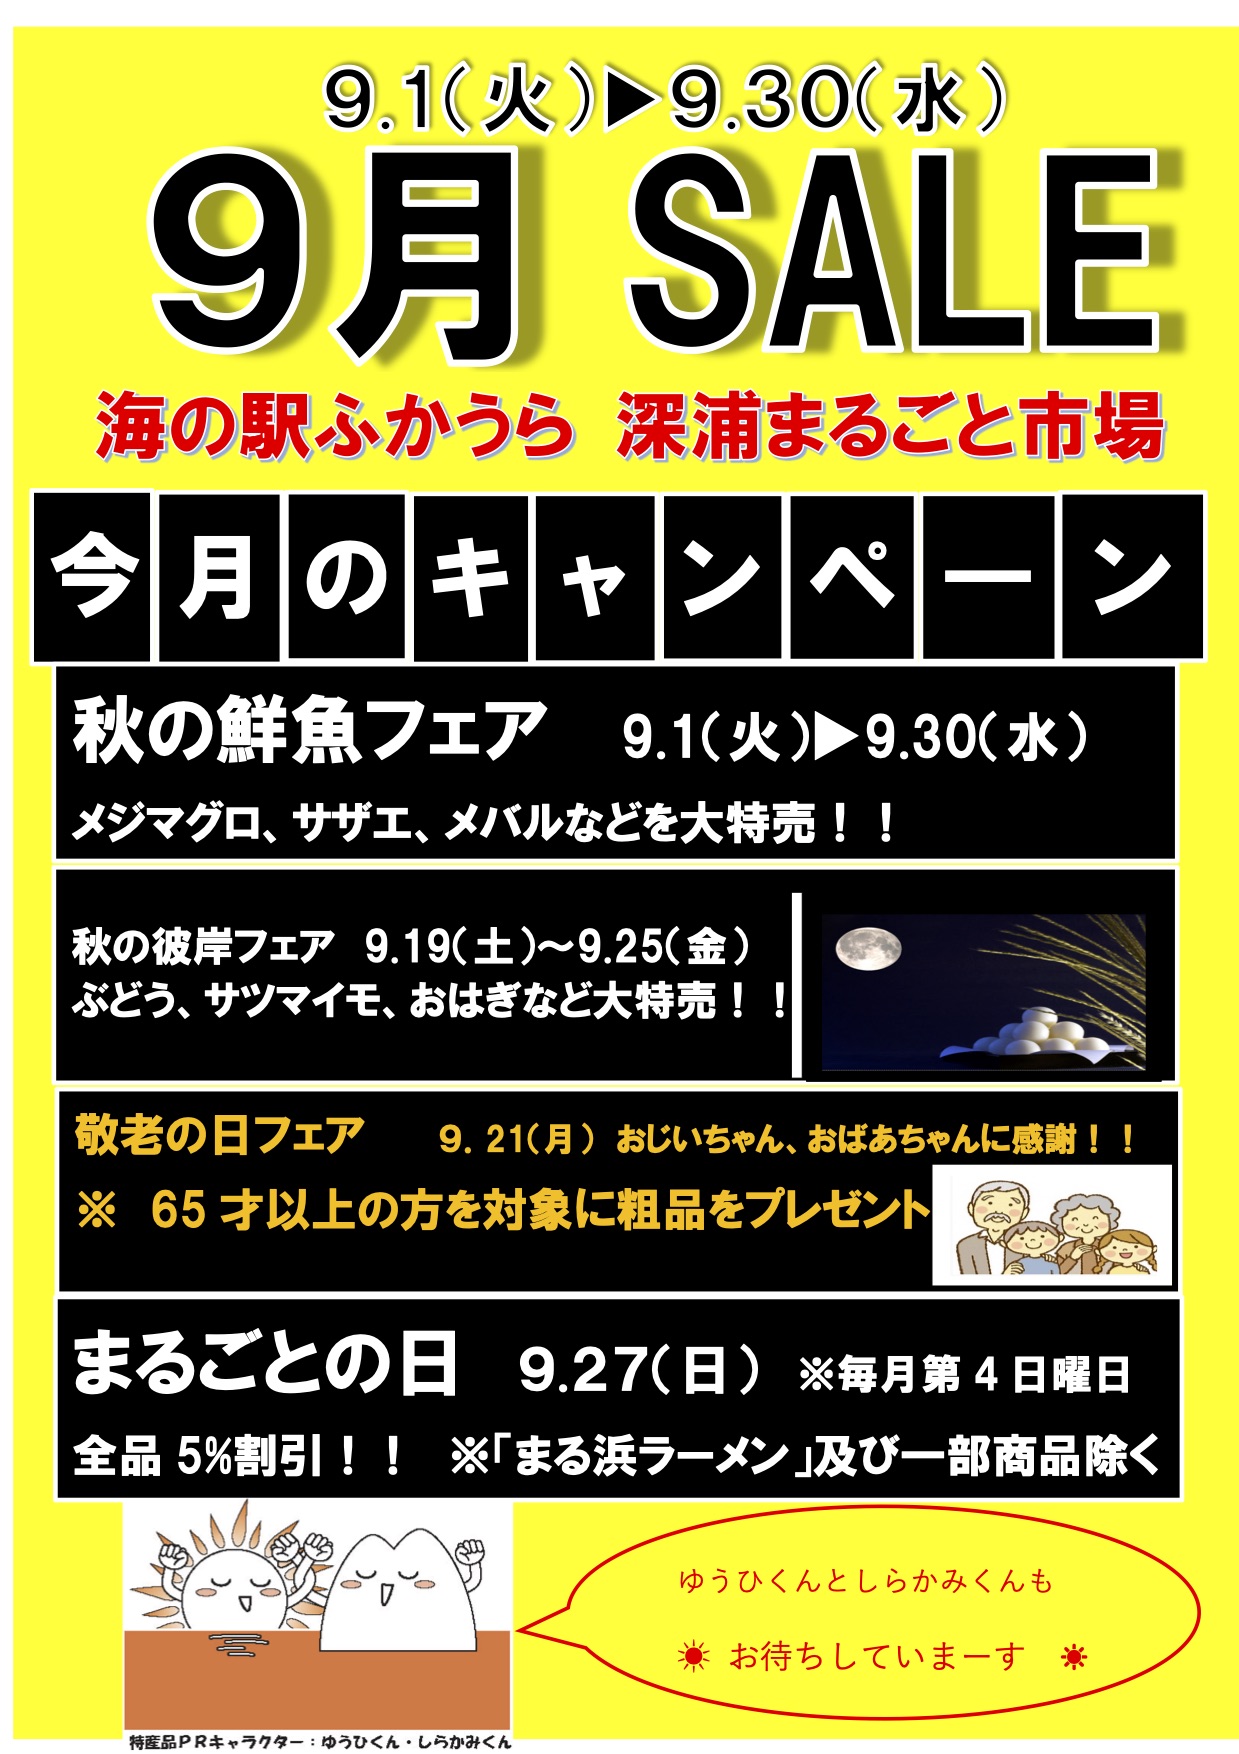 9.1(火)▶9.30(水)
9月 SALE
海の駅ふかうら 深浦まるごと市場
今月のキャンペーン
秋の鮮魚フェア 9.1(火)▶9.30(水)
メジマグロ、サザエ、メバルなどを大特売！！
秋の彼岸フェア 9.19(土)～9.25(金)
ぶどう、サツマイモ、おはぎなど大特売！！
敬老の日フェア 9．21(月) おじいちゃん、おばあちゃんに感謝！！
※ 65才以上の方を対象に粗品をプレゼント
まるごとの日 9.27(日) ※毎月第4日曜日
全品5%割引！！ ※「まる浜ラーメン」及び一部商品除く
ゆうひくんとしらかみくんも
☀ お待ちしていまーす ☀
特産品PRキャラクター：ゆうひくん・しらかみくん